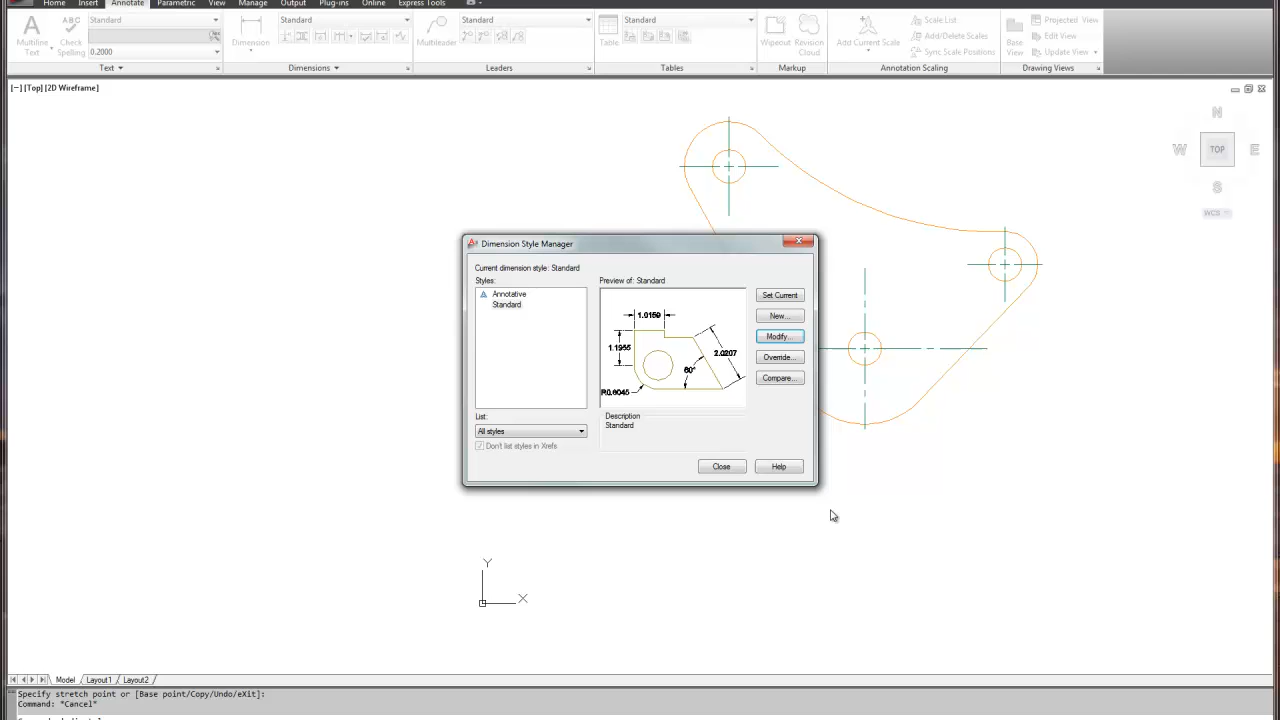 Home Insert Annotate Parametric View Manage Output Plug-ins Online Express Tools
Standard
Multiline Text
Check Spelling
0.2000
Text
Dimension
Standard
Dimensions
Multileader
Standard
Leaders
Table
Standard
Tables
Wipeout
Revision Cloud
Markup
Add Current Scale
Scale List
Add/Delete Scales
Sync Scale Positions
Annotation Scaling
Base View
Projected View
Edit View
Update View
Drawing Views
[−] [Top] [2D Wireframe]
N
W TOP E
S
WCS
Dimension Style Manager
Current dimension style: Standard
Styles:
Annotative
Standard
Preview of: Standard
1.0159
1.1955
2.0207
60°
R0.8045
Set Current
New...
Modify...
Override...
Compare...
List:
All styles
Don't list styles in Xrefs
Description
Standard
Close
Help
Y
X
Model Layout1 Layout2
Specify stretch point or [Base point/Copy/Undo/eXit]:
Command: *Cancel*